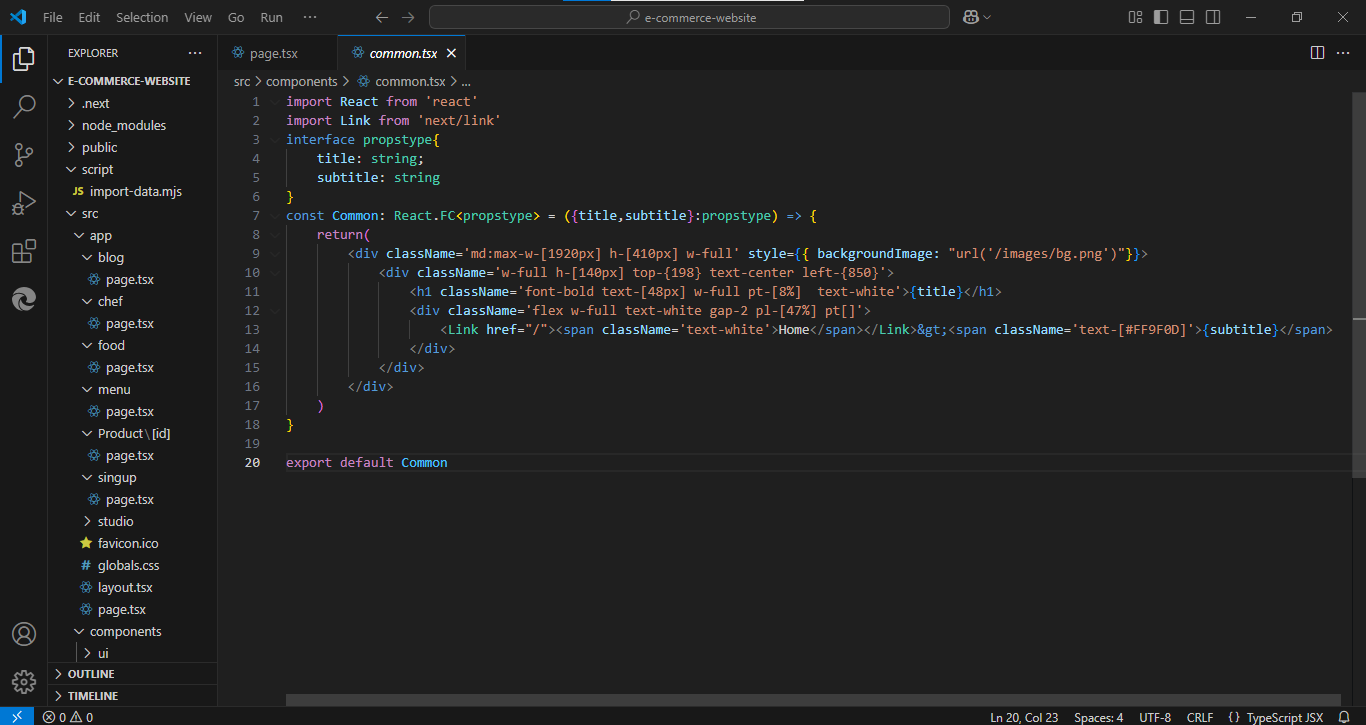 File Edit Selection View Go Run ··· e-commerce-website
EXPLORER ···
E-COMMERCE-WEBSITE
.next
node_modules
public
script
JS import-data.mjs
src
app
blog
page.tsx
chef
page.tsx
food
page.tsx
menu
page.tsx
Product\[id]
page.tsx
singup
page.tsx
studio
favicon.ico
# globals.css
layout.tsx
page.tsx
components
ui
OUTLINE
TIMELINE
page.tsx common.tsx
src > components > common.tsx > ...
1 import React from 'react'
2 import Link from 'next/link'
3 interface propstype{
4 title: string;
5 subtitle: string
6 }
7 const Common: React.FC<propstype> = ({title,subtitle}:propstype) => {
8 return(
9 <div className='md:max-w-[1920px] h-[410px] w-full' style={{ backgroundImage: "url('/images/bg.png')"}}>
10 <div className='w-full h-[140px] top-{198} text-center left-{850}'>
11 <h1 className='font-bold text-[48px] w-full pt-[8%]  text-white'>{title}</h1>
12 <div className='flex w-full text-white gap-2 pl-[47%] pt[]'>
13 <Link href="/"><span className='text-white'>Home</span></Link>&gt;<span className='text-[#FF9F0D]'>{subtitle}</span>
14 </div>
15 </div>
16 </div>
17 )
18 }
19
20 export default Common
0 0 Ln 20, Col 23 Spaces: 4 UTF-8 CRLF {} TypeScript JSX